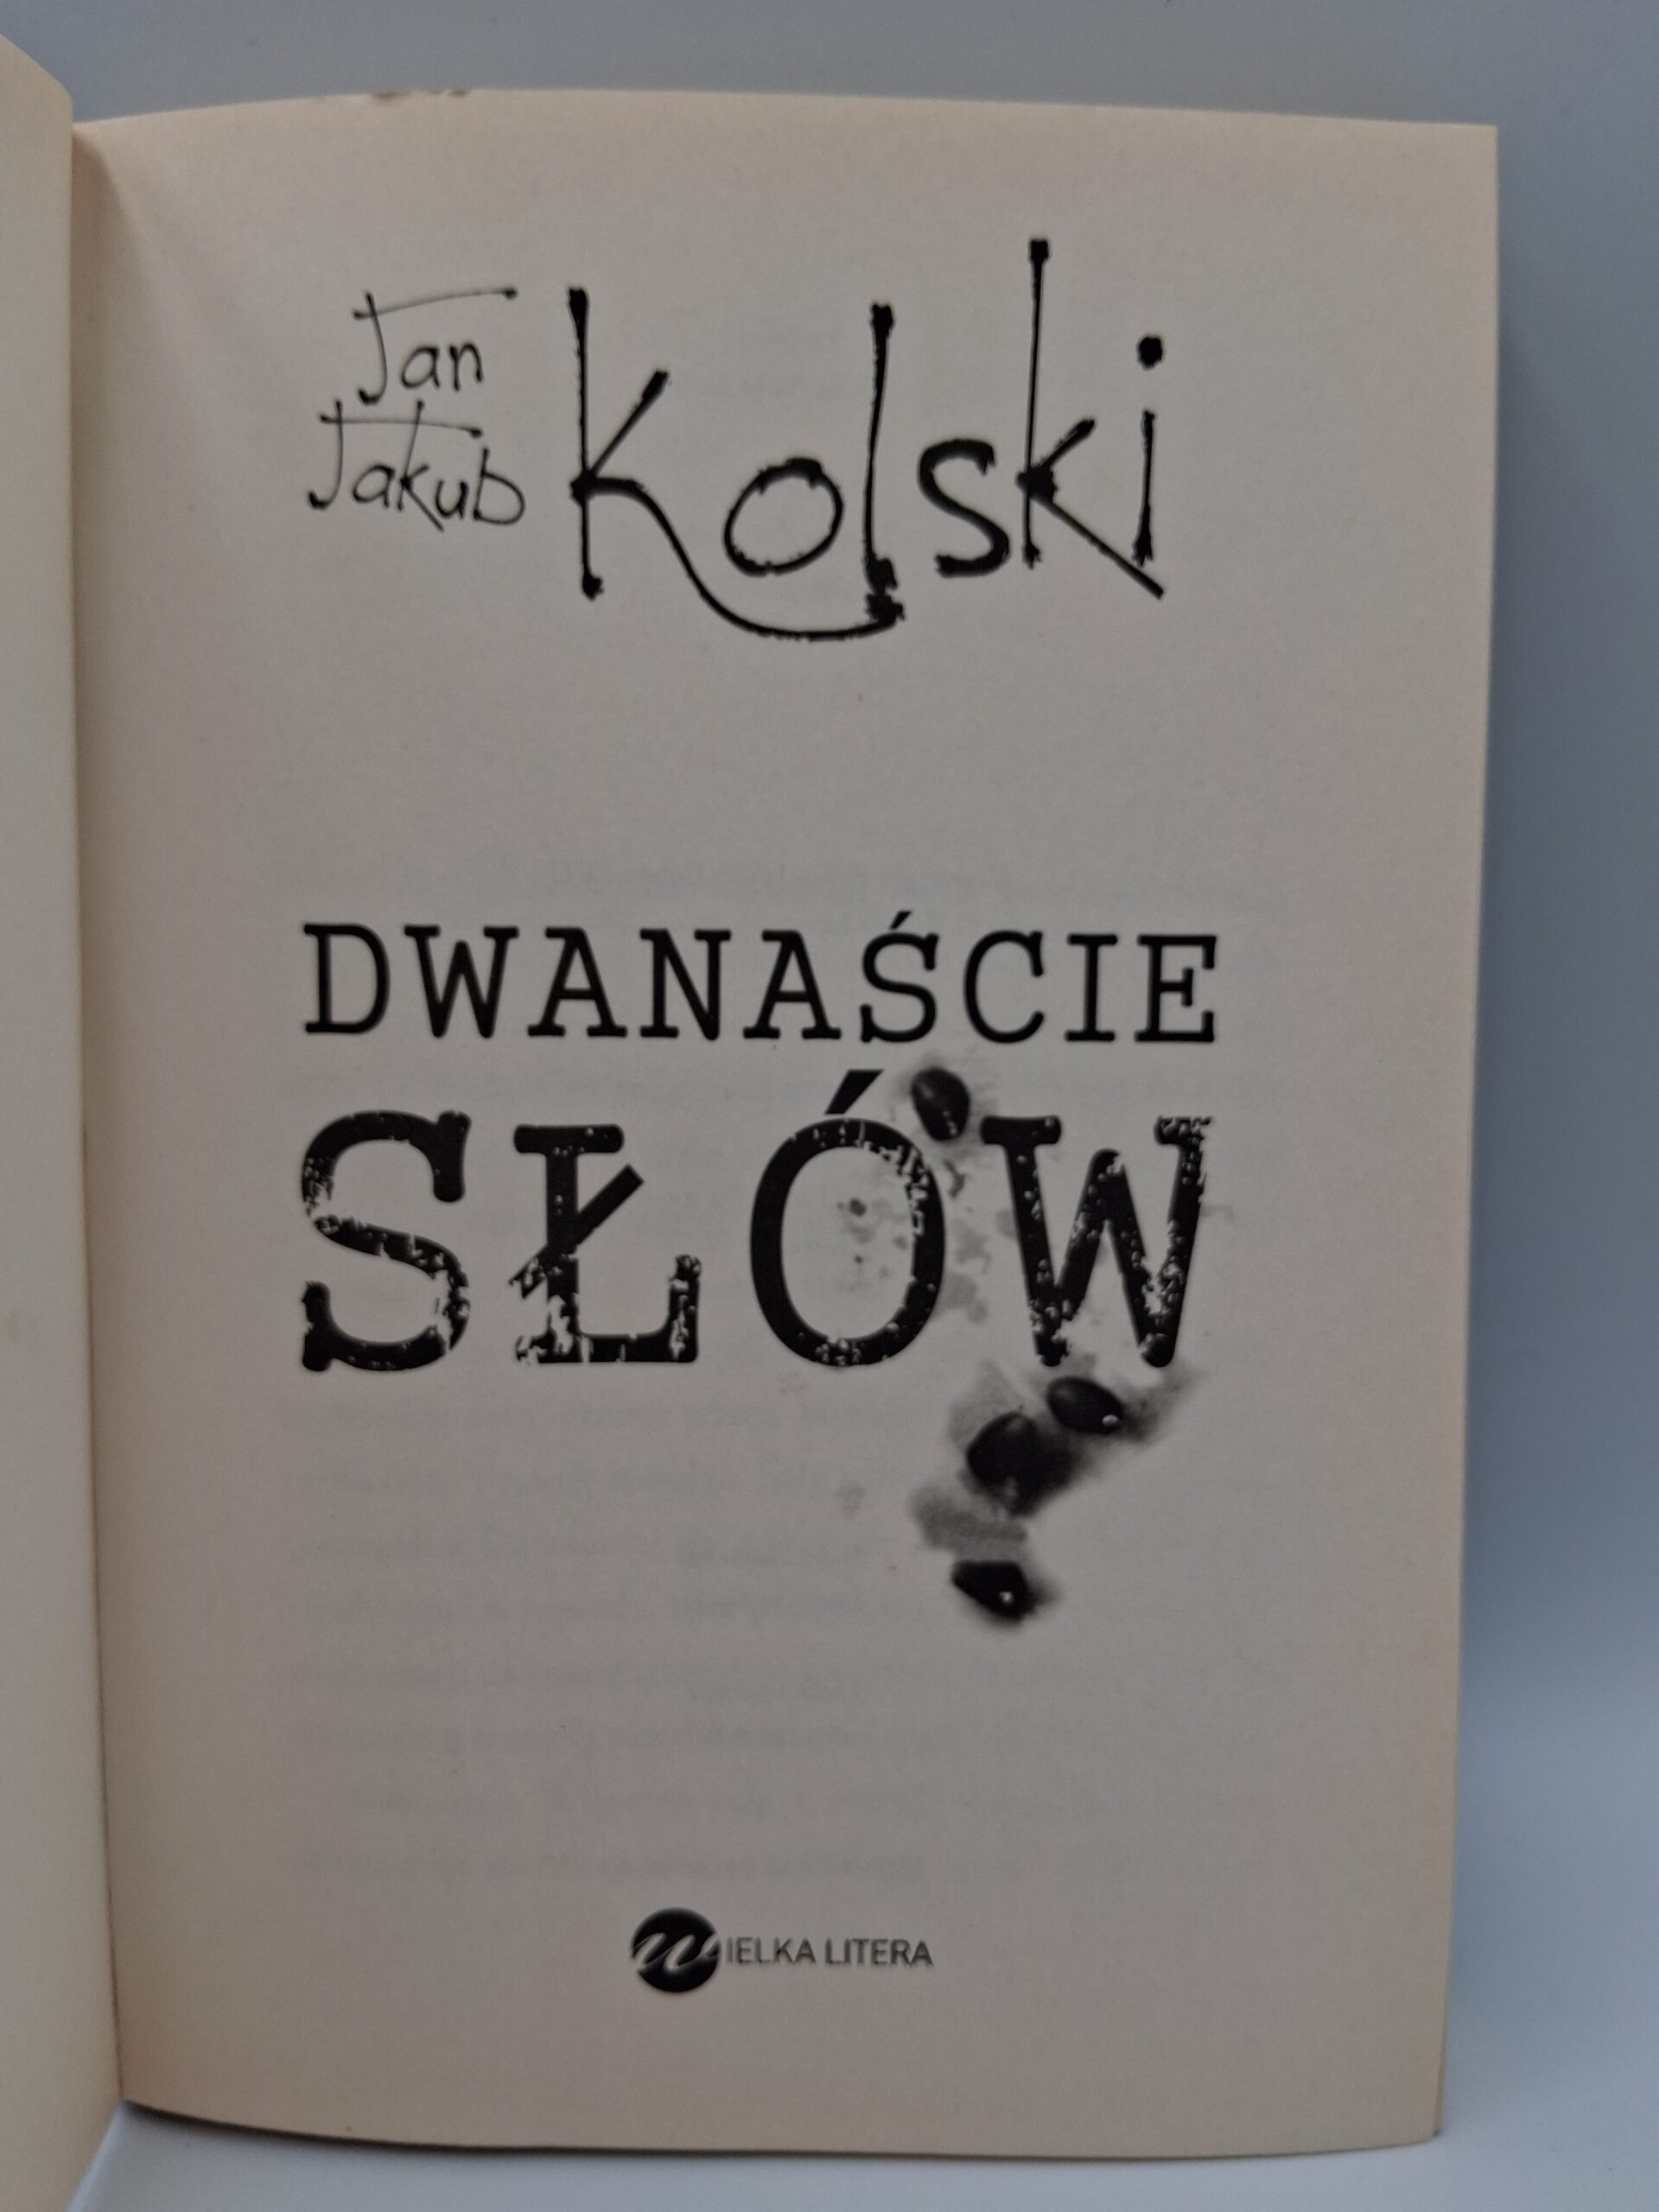 Jan
Jakub
Kolski
DWANAŚCIE
SŁÓW
WIELKA LITERA